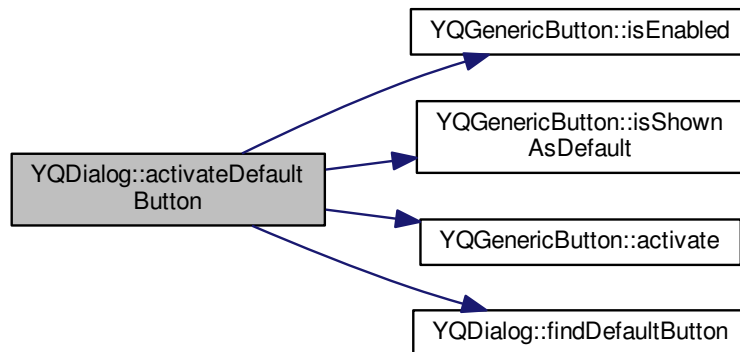 YQGenericButton::isEnabled
YQGenericButton::isShown
AsDefault
YQDialog::activateDefault
Button
YQGenericButton::activate
YQDialog::findDefaultButton